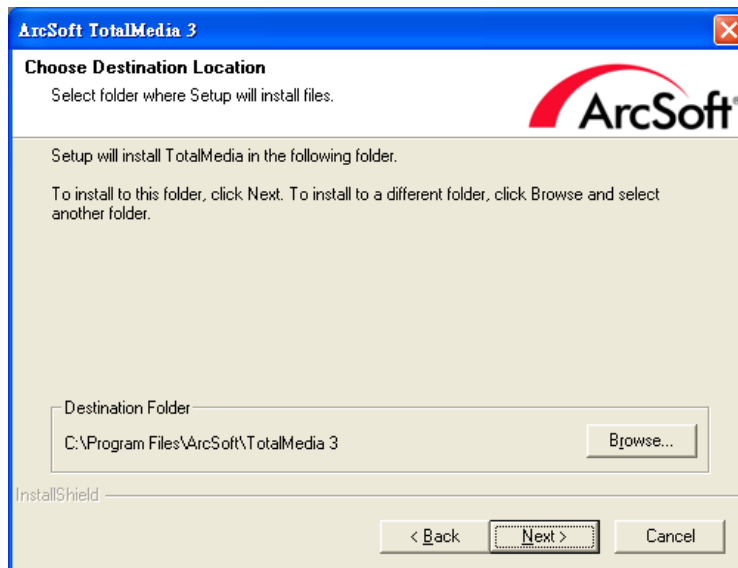 ArcSoft TotalMedia 3
Choose Destination Location
Select folder where Setup will install files.
ArcSoft®
Setup will install TotalMedia in the following folder.
To install to this folder, click Next. To install to a different folder, click Browse and select
another folder.
Destination Folder
C:\Program Files\ArcSoft\TotalMedia 3
Browse...
InstallShield
< Back
Next >
Cancel